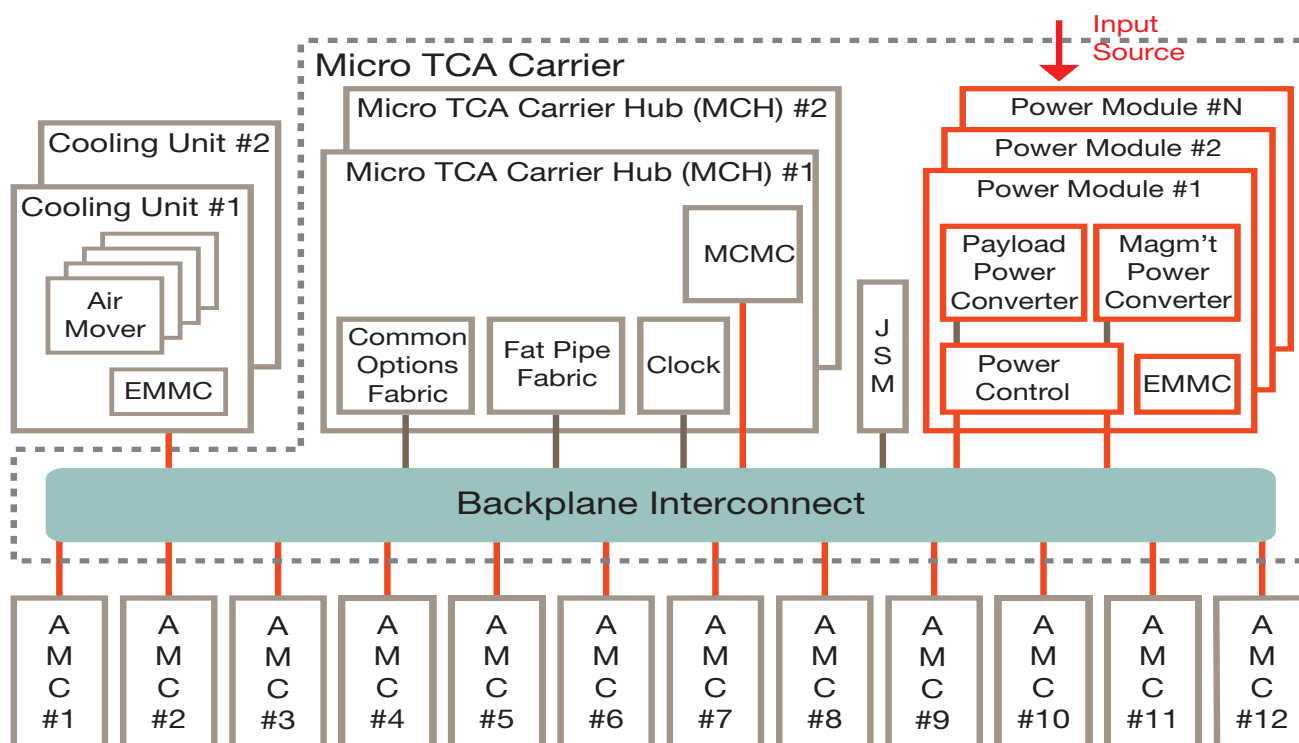 Input
Source
Micro TCA Carrier
Micro TCA Carrier Hub (MCH) #2
Micro TCA Carrier Hub (MCH) #1
MCMC
Common
Options
Fabric
Fat Pipe
Fabric
Clock
Cooling Unit #2
Cooling Unit #1
Air
Mover
EMMC
J
S
M
Power Module #N
Power Module #2
Power Module #1
Payload
Power
Converter
Magm't
Power
Converter
Power
Control
EMMC
Backplane Interconnect
A
M
C
#1
A
M
C
#2
A
M
C
#3
A
M
C
#4
A
M
C
#5
A
M
C
#6
A
M
C
#7
A
M
C
#8
A
M
C
#9
A
M
C
#10
A
M
C
#11
A
M
C
#12